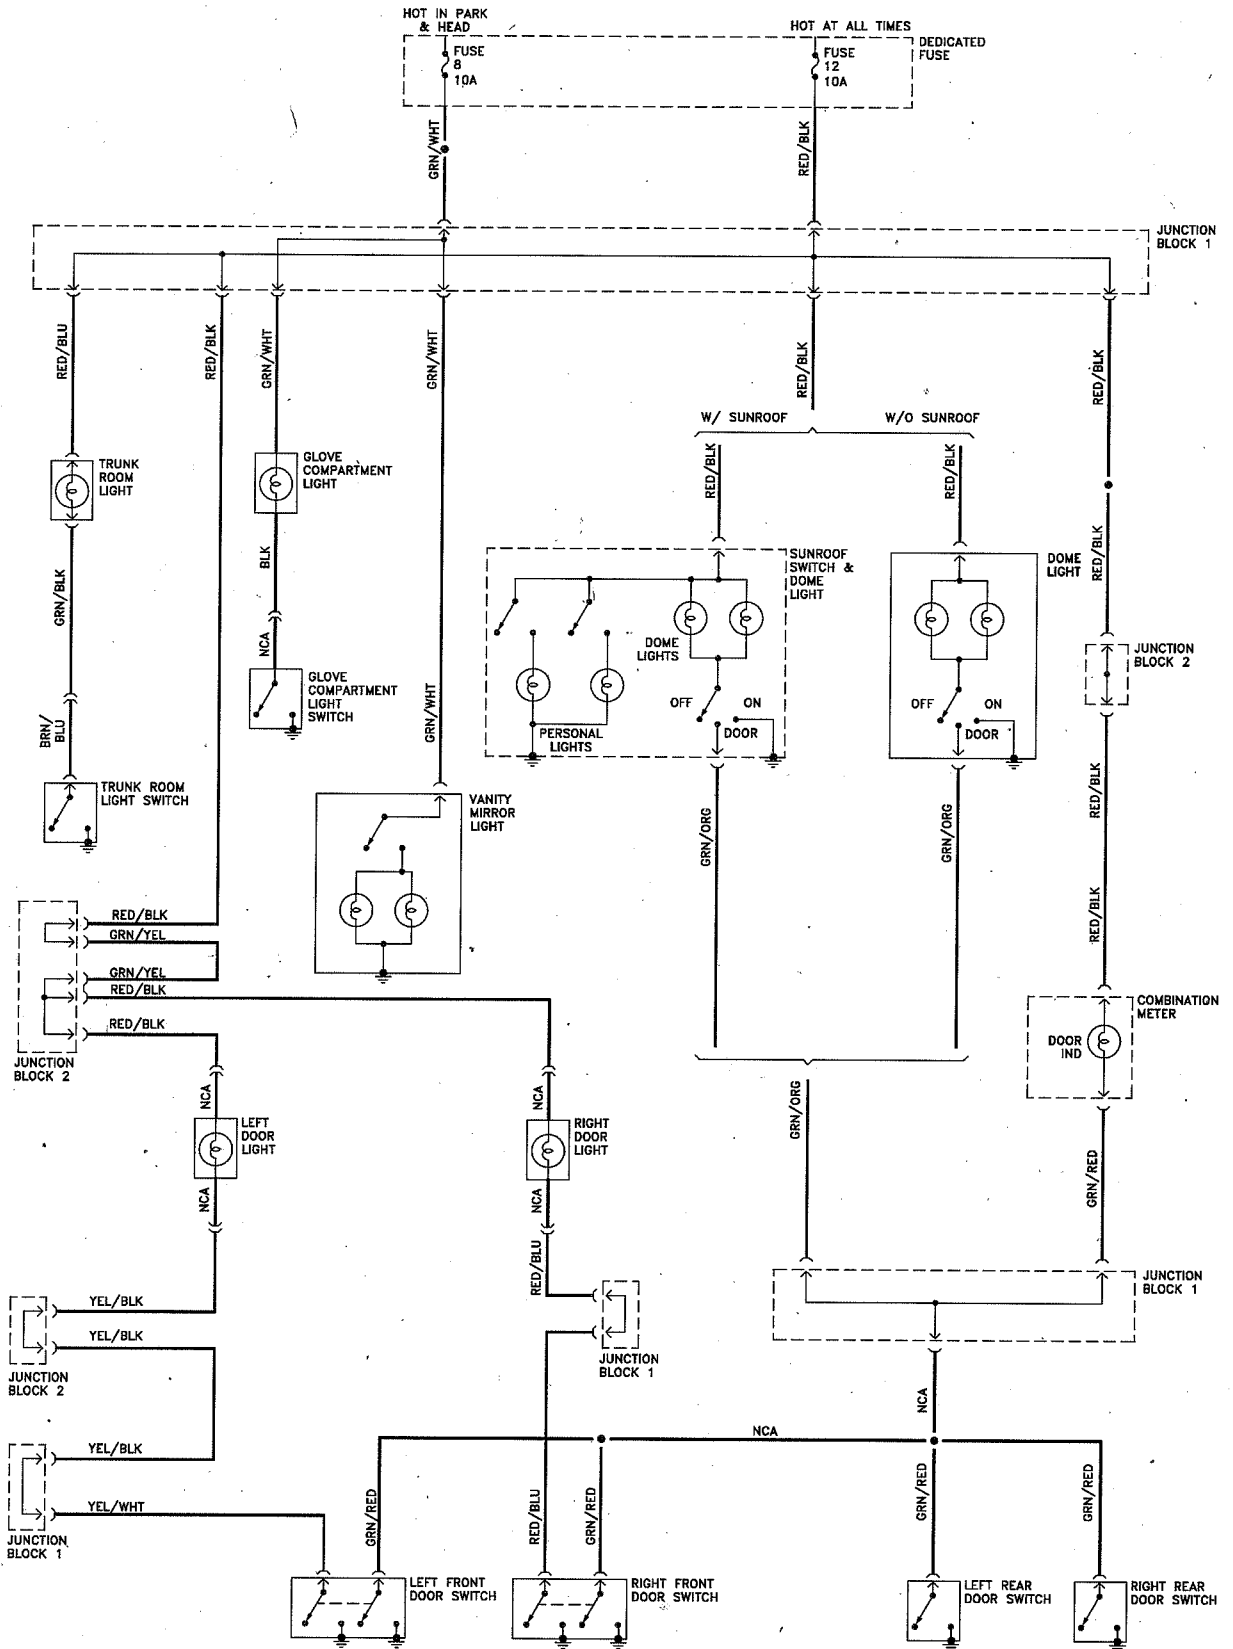 HOT IN PARK
& HEAD
HOT AT ALL TIMES
FUSE
8
10A
FUSE
12
10A
DEDICATED
FUSE
GRN/WHT
RED/BLK
JUNCTION
BLOCK 1
RED/BLU
RED/BLK
GRN/WHT
GRN/WHT
RED/BLK
RED/BLK
W/ SUNROOF
W/O SUNROOF
TRUNK
ROOM
LIGHT
GLOVE
COMPARTMENT
LIGHT
RED/BLK
RED/BLK
BLK
GRN/BLK
NCA
SUNROOF
SWITCH &
DOME
LIGHT
DOME
LIGHT
RED/BLK
DOME
LIGHTS
JUNCTION
BLOCK 2
GLOVE
COMPARTMENT
LIGHT
SWITCH
BRN/
BLU
GRN/WHT
OFF
ON
DOOR
PERSONAL
LIGHTS
OFF
ON
DOOR
TRUNK ROOM
LIGHT SWITCH
VANITY
MIRROR
LIGHT
GRN/ORG
GRN/ORG
RED/BLK
RED/BLK
RED/BLK
GRN/YEL
GRN/YEL
RED/BLK
RED/BLK
JUNCTION
BLOCK 2
COMBINATION
METER
DOOR
IND
NCA
NCA
LEFT
DOOR
LIGHT
RIGHT
DOOR
LIGHT
GRN/ORG
NCA
NCA
GRN/RED
RED/BLU
JUNCTION
BLOCK 1
YEL/BLK
YEL/BLK
JUNCTION
BLOCK 2
JUNCTION
BLOCK 1
NCA
NCA
YEL/BLK
YEL/WHT
JUNCTION
BLOCK 1
GRN/RED
RED/BLU
GRN/RED
GRN/RED
GRN/RED
LEFT FRONT
DOOR SWITCH
RIGHT FRONT
DOOR SWITCH
LEFT REAR
DOOR SWITCH
RIGHT REAR
DOOR SWITCH